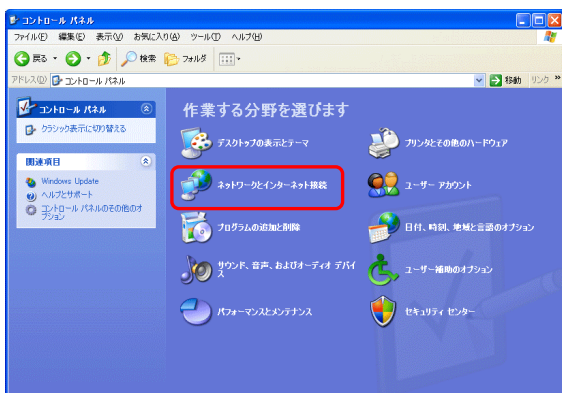 コントロール パネル
ファイル(F) 編集(E) 表示(V) お気に入り(A) ツール(T) ヘルプ(H)
戻る 検索 フォルダ
アドレス(D) コントロール パネル 移動 リンク »
コントロール パネル
クラシック表示に切り替える
関連項目
Windows Update
ヘルプとサポート
コントロール パネルのその他のオ
プション
作業する分野を選びます
デスクトップの表示とテーマ
プリンタとその他のハードウェア
ネットワークとインターネット接続
ユーザー アカウント
プログラムの追加と削除
日付、時刻、地域と言語のオプション
サウンド、音声、およびオーディオ デバイ
ス
ユーザー補助のオプション
パフォーマンスとメンテナンス
セキュリティ センター